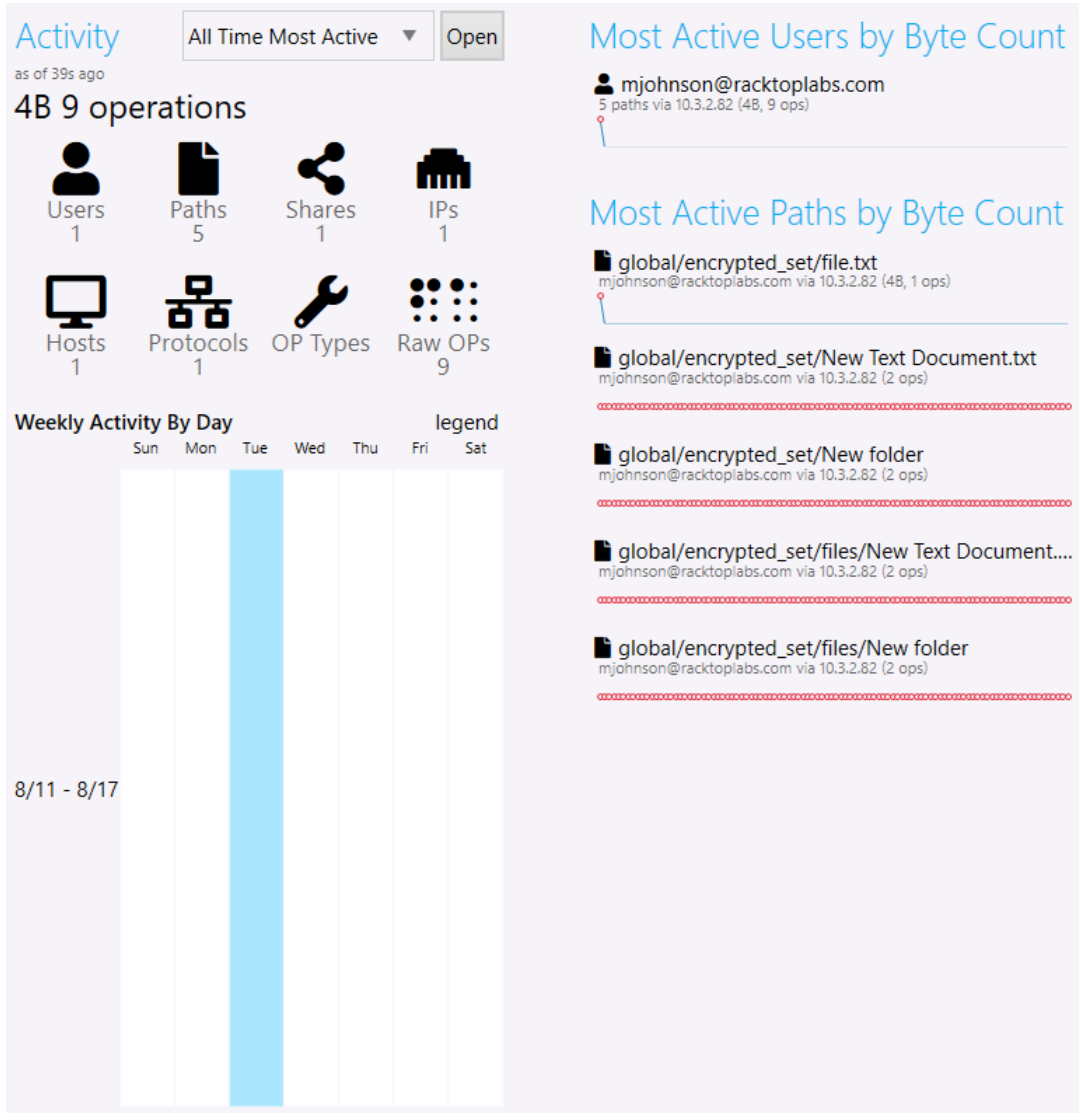 Activity
All Time Most Active
Open
as of 39s ago
4B 9 operations
Users
1
Paths
5
Shares
1
IPs
1
Hosts
1
Protocols
1
OP Types
Raw OPs
9
Weekly Activity By Day
legend
Sun Mon Tue Wed Thu Fri Sat
8/11 - 8/17
Most Active Users by Byte Count
mjohnson@racktoplabs.com
5 paths via 10.3.2.82 (4B, 9 ops)
Most Active Paths by Byte Count
global/encrypted_set/file.txt
mjohnson@racktoplabs.com via 10.3.2.82 (4B, 1 ops)
global/encrypted_set/New Text Document.txt
mjohnson@racktoplabs.com via 10.3.2.82 (2 ops)
global/encrypted_set/New folder
mjohnson@racktoplabs.com via 10.3.2.82 (2 ops)
global/encrypted_set/files/New Text Document....
mjohnson@racktoplabs.com via 10.3.2.82 (2 ops)
global/encrypted_set/files/New folder
mjohnson@racktoplabs.com via 10.3.2.82 (2 ops)